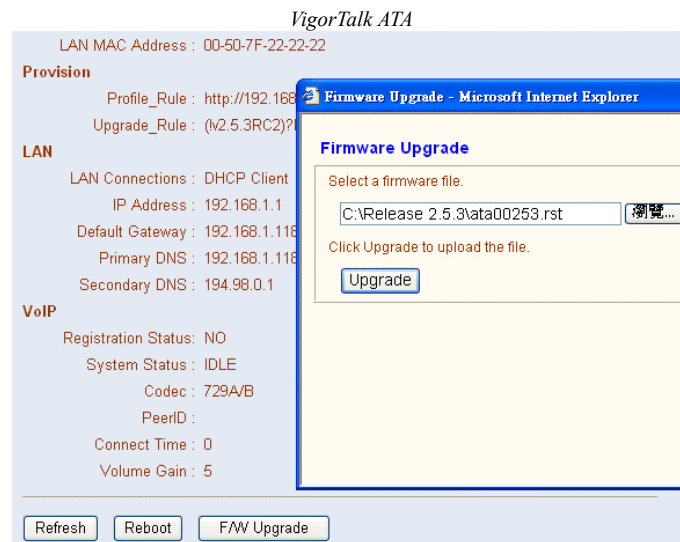 VigorTalk ATA
LAN MAC Address : 00-50-7F-22-22-22
Provision
Profile_Rule : http://192.168
Upgrade_Rule : (lv2.5.3RC2)?
LAN
LAN Connections : DHCP Client
IP Address : 192.168.1.1
Default Gateway : 192.168.1.118
Primary DNS : 192.168.1.118
Secondary DNS : 194.98.0.1
VoIP
Registration Status: NO
System Status : IDLE
Codec : 729A/B
PeerID :
Connect Time : 0
Volume Gain : 5
Refresh
Reboot
F/W Upgrade
Firmware Upgrade - Microsoft Internet Explorer
Firmware Upgrade
Select a firmware file.
C:\Release 2.5.3\ata00253.rst
瀏覽...
Click Upgrade to upload the file.
Upgrade